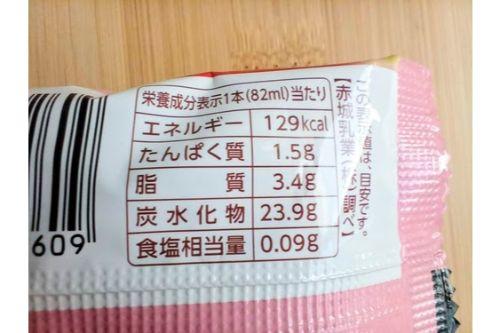 栄養成分表示1本(82ml)当たり
エネルギー 129kcal
たんぱく質 1.5g
脂質 3.4g
炭水化物 23.9g
食塩相当量 0.09g
この表示値は、目安です。
【赤城乳業(株)調べ】
609